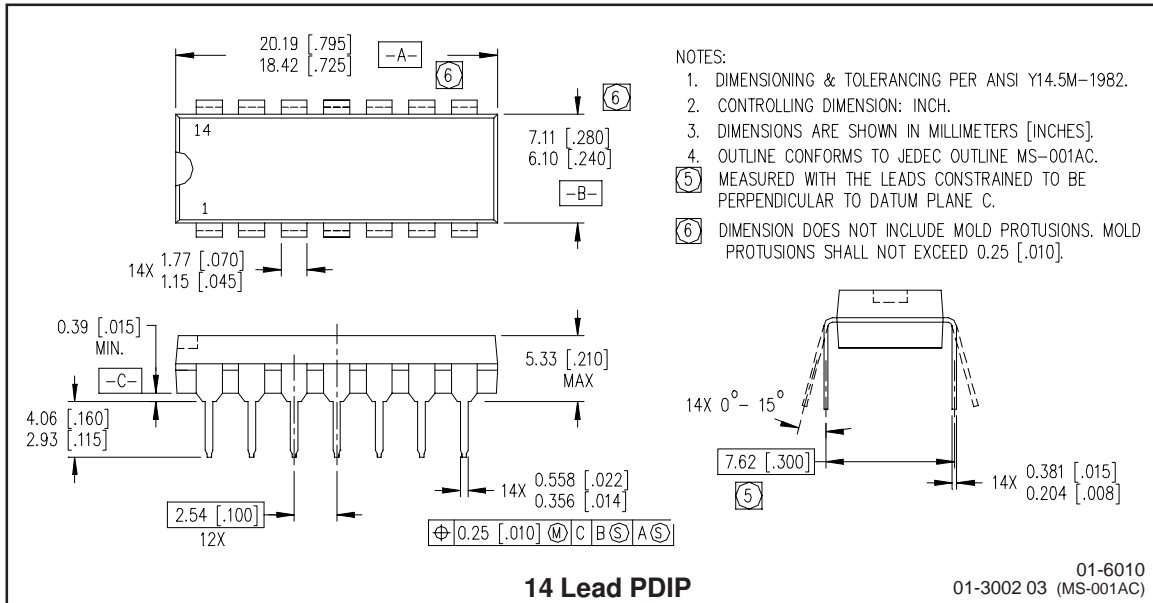 20.19 [.795]
18.42 [.725]
-A-
6
14
1
6
7.11 [.280]
6.10 [.240]
-B-
14X 1.77 [.070]
1.15 [.045]
NOTES:
1. DIMENSIONING & TOLERANCING PER ANSI Y14.5M-1982.
2. CONTROLLING DIMENSION: INCH.
3. DIMENSIONS ARE SHOWN IN MILLIMETERS [INCHES].
4. OUTLINE CONFORMS TO JEDEC OUTLINE MS-001AC.
5 MEASURED WITH THE LEADS CONSTRAINED TO BE
PERPENDICULAR TO DATUM PLANE C.
6 DIMENSION DOES NOT INCLUDE MOLD PROTUSIONS. MOLD
PROTUSIONS SHALL NOT EXCEED 0.25 [.010].
0.39 [.015]
MIN.
-C-
4.06 [.160]
2.93 [.115]
5.33 [.210]
MAX
2.54 [.100]
12X
14X 0.558 [.022]
0.356 [.014]
⌖ 0.25 [.010] Ⓜ C B Ⓢ A Ⓢ
14X 0°- 15°
7.62 [.300]
5
14X 0.381 [.015]
0.204 [.008]
14 Lead PDIP
01-6010
01-3002 03 (MS-001AC)